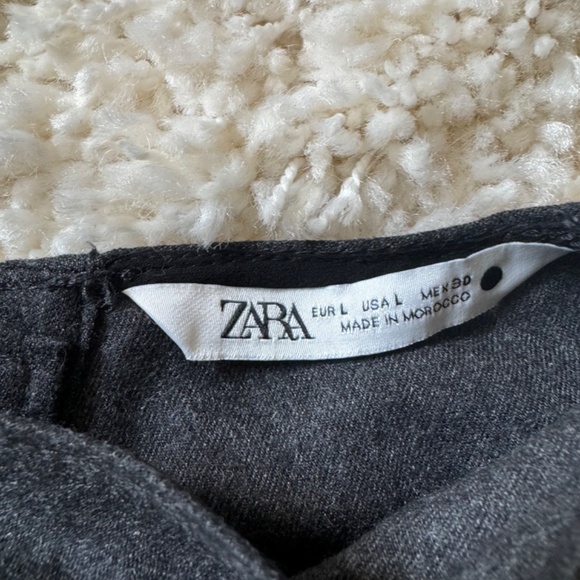 ZARA
EUR L USA L MEX 30
MADE IN MOROCCO